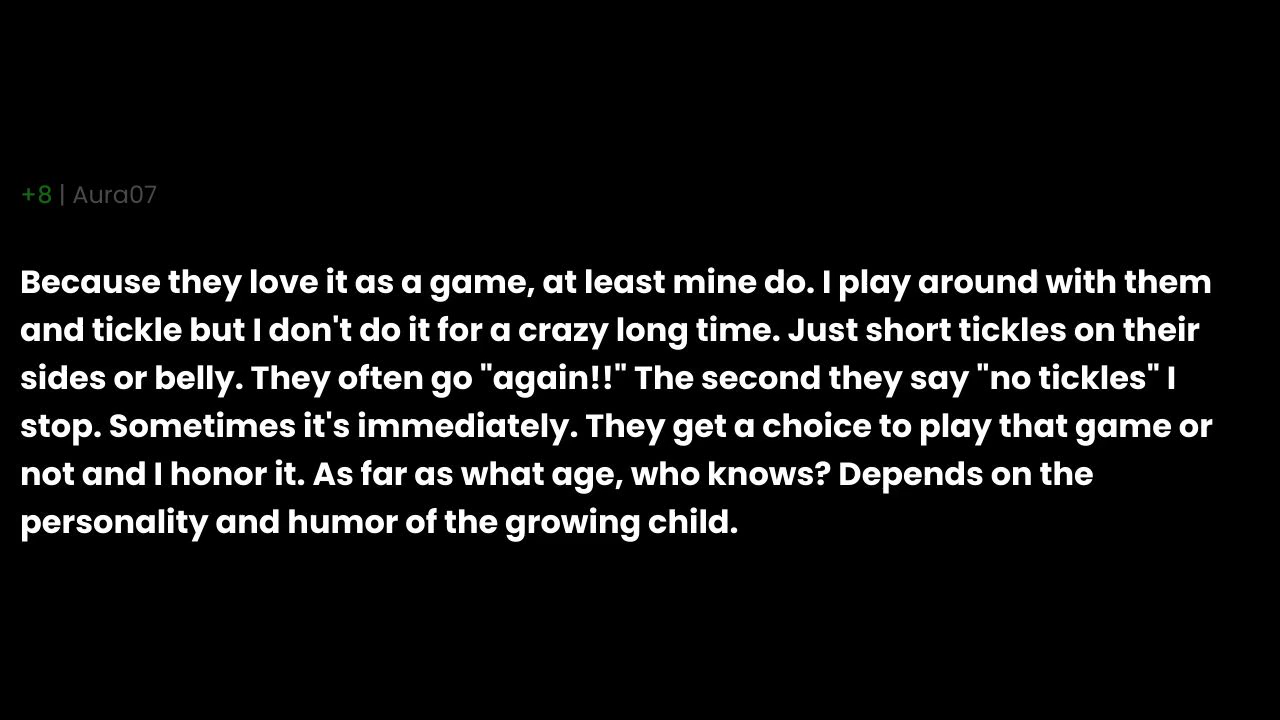 +8 | Aura07
Because they love it as a game, at least mine do. I play around with them
and tickle but I don't do it for a crazy long time. Just short tickles on their
sides or belly. They often go "again!!" The second they say "no tickles" I
stop. Sometimes it's immediately. They get a choice to play that game or
not and I honor it. As far as what age, who knows? Depends on the
personality and humor of the growing child.